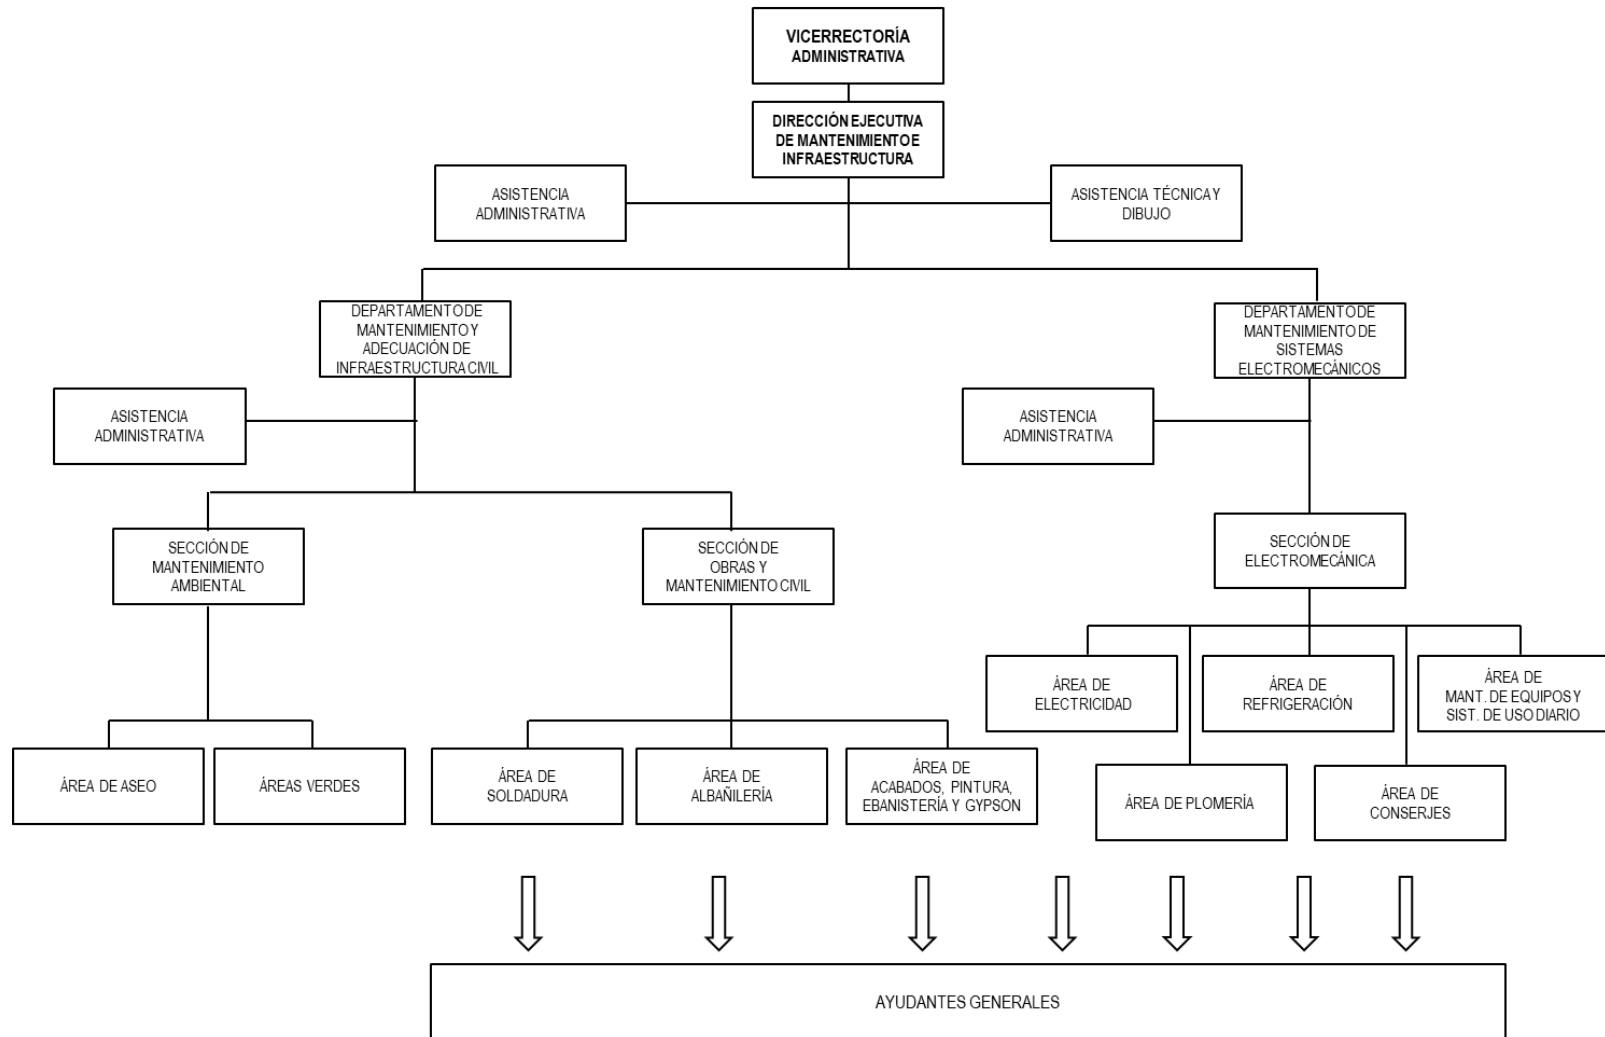 VICERRECTORÍA
ADMINISTRATIVA
DIRECCIÓN EJECUTIVA
DE MANTENIMIENTO E
INFRAESTRUCTURA
ASISTENCIA
ADMINISTRATIVA
ASISTENCIA TÉCNICA Y
DIBUJO
DEPARTAMENTO DE
MANTENIMIENTO Y
ADECUACIÓN DE
INFRAESTRUCTURA CIVIL
DEPARTAMENTO DE
MANTENIMIENTO DE
SISTEMAS
ELECTROMECÁNICOS
ASISTENCIA
ADMINISTRATIVA
ASISTENCIA
ADMINISTRATIVA
SECCIÓN DE
MANTENIMIENTO
AMBIENTAL
SECCIÓN DE
OBRAS Y
MANTENIMIENTO CIVIL
SECCIÓN DE
ELECTROMECÁNICA
ÁREA DE
ELECTRICIDAD
ÁREA DE
REFRIGERACIÓN
ÁREA DE
MANT. DE EQUIPOS Y
SIST. DE USO DIARIO
ÁREA DE ASEO
ÁREAS VERDES
ÁREA DE
SOLDADURA
ÁREA DE
ALBAÑILERÍA
ÁREA DE
ACABADOS, PINTURA,
EBANISTERÍA Y GYPSON
ÁREA DE PLOMERÍA
ÁREA DE
CONSERJES
AYUDANTES GENERALES